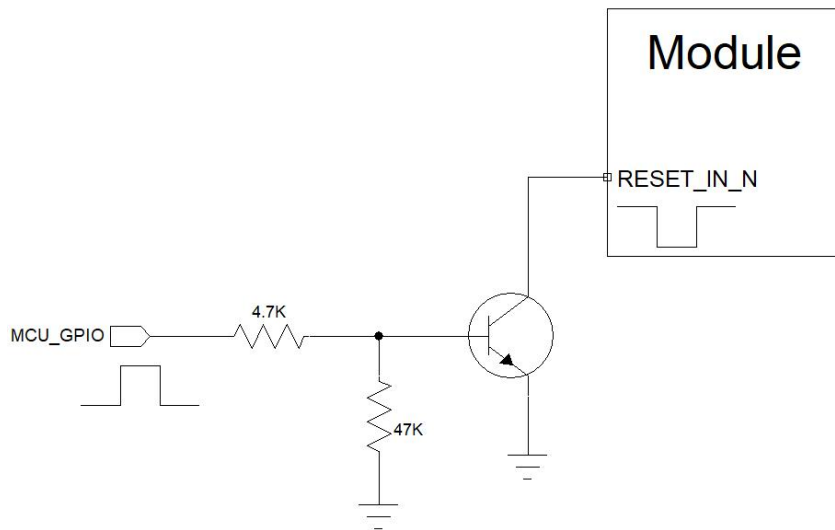 Module
RESET_IN_N
4.7K
MCU_GPIO
47K